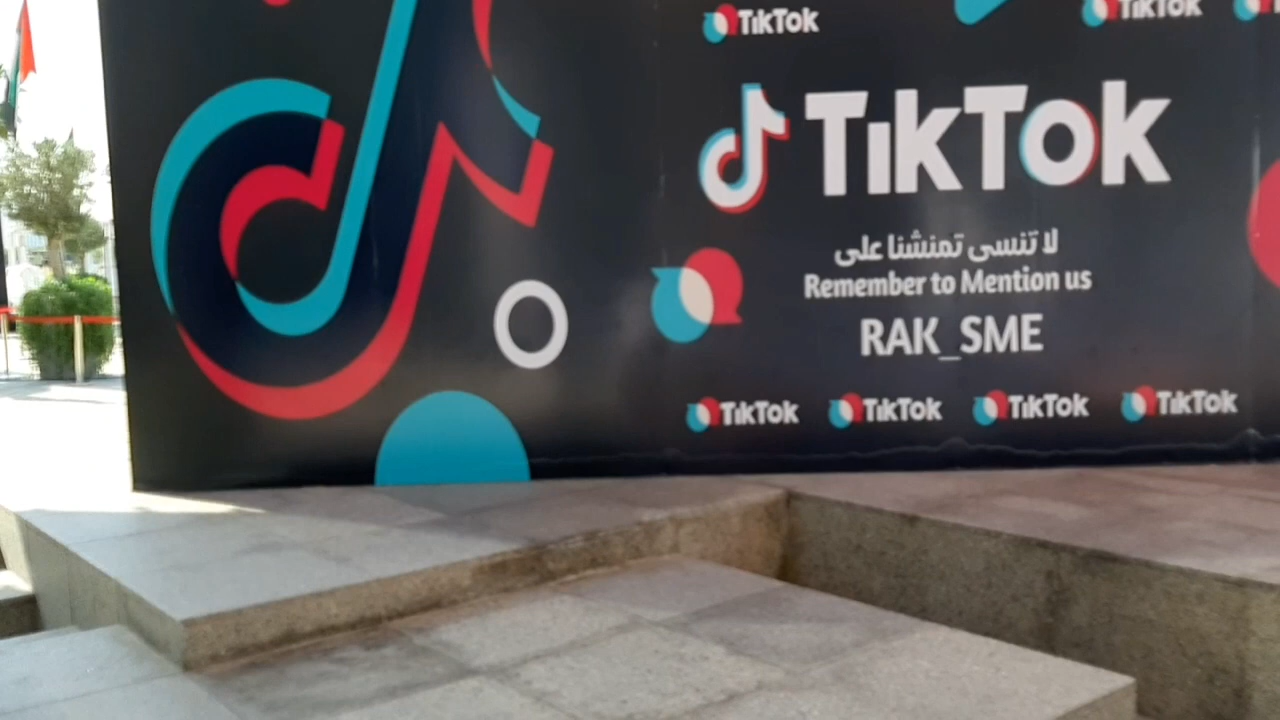 TikTok
TikTok
TikTok
لا تنسى تمنشنا على
Remember to Mention us
RAK_SME
TikTok TikTok TikTok TikTok